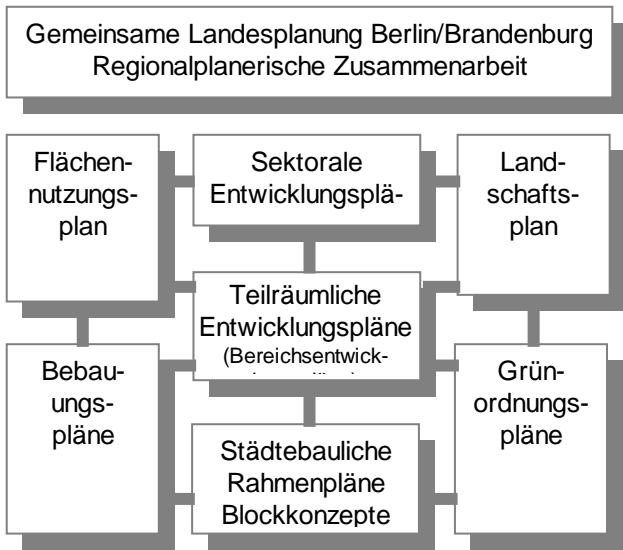 Gemeinsame Landesplanung Berlin/Brandenburg
Regionalplanerische Zusammenarbeit
Flächen-
nutzungs-
plan
Sektorale
Entwicklungsplä-
Land-
schafts-
plan
Teilräumliche
Entwicklungspläne
(Bereichsentwick-
Bebau-
ungs-
pläne
Grün-
ordnungs-
pläne
Städtebauliche
Rahmenpläne
Blockkonzepte